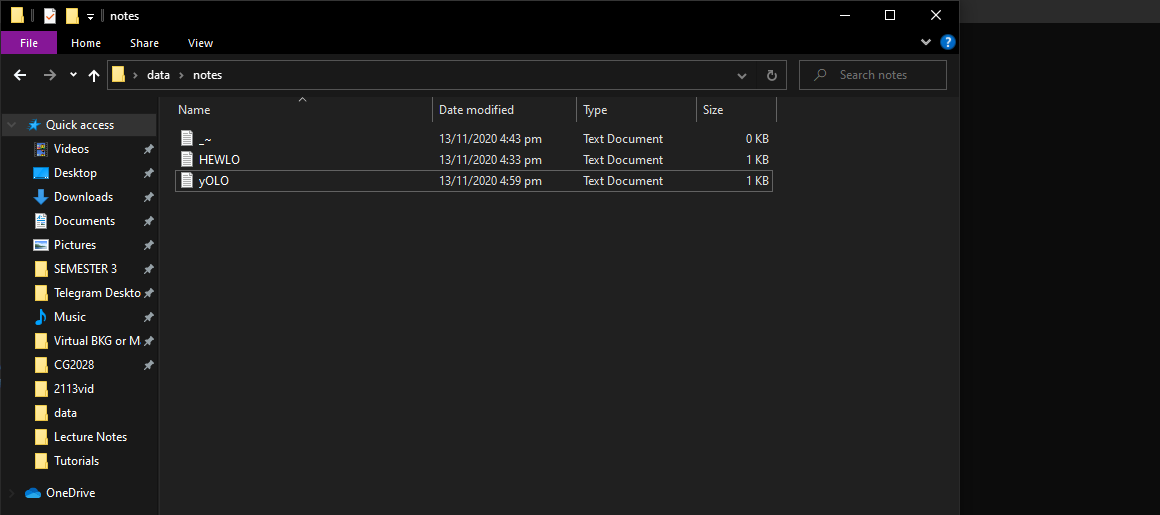 notes
File Home Share View
data notes Search notes
Name Date modified Type Size
_~ 13/11/2020 4:43 pm Text Document 0 KB
HEWLO 13/11/2020 4:33 pm Text Document 1 KB
yOLO 13/11/2020 4:59 pm Text Document 1 KB
Quick access
Videos
Desktop
Downloads
Documents
Pictures
SEMESTER 3
Telegram Deskto
Music
Virtual BKG or M
CG2028
2113vid
data
Lecture Notes
Tutorials
OneDrive